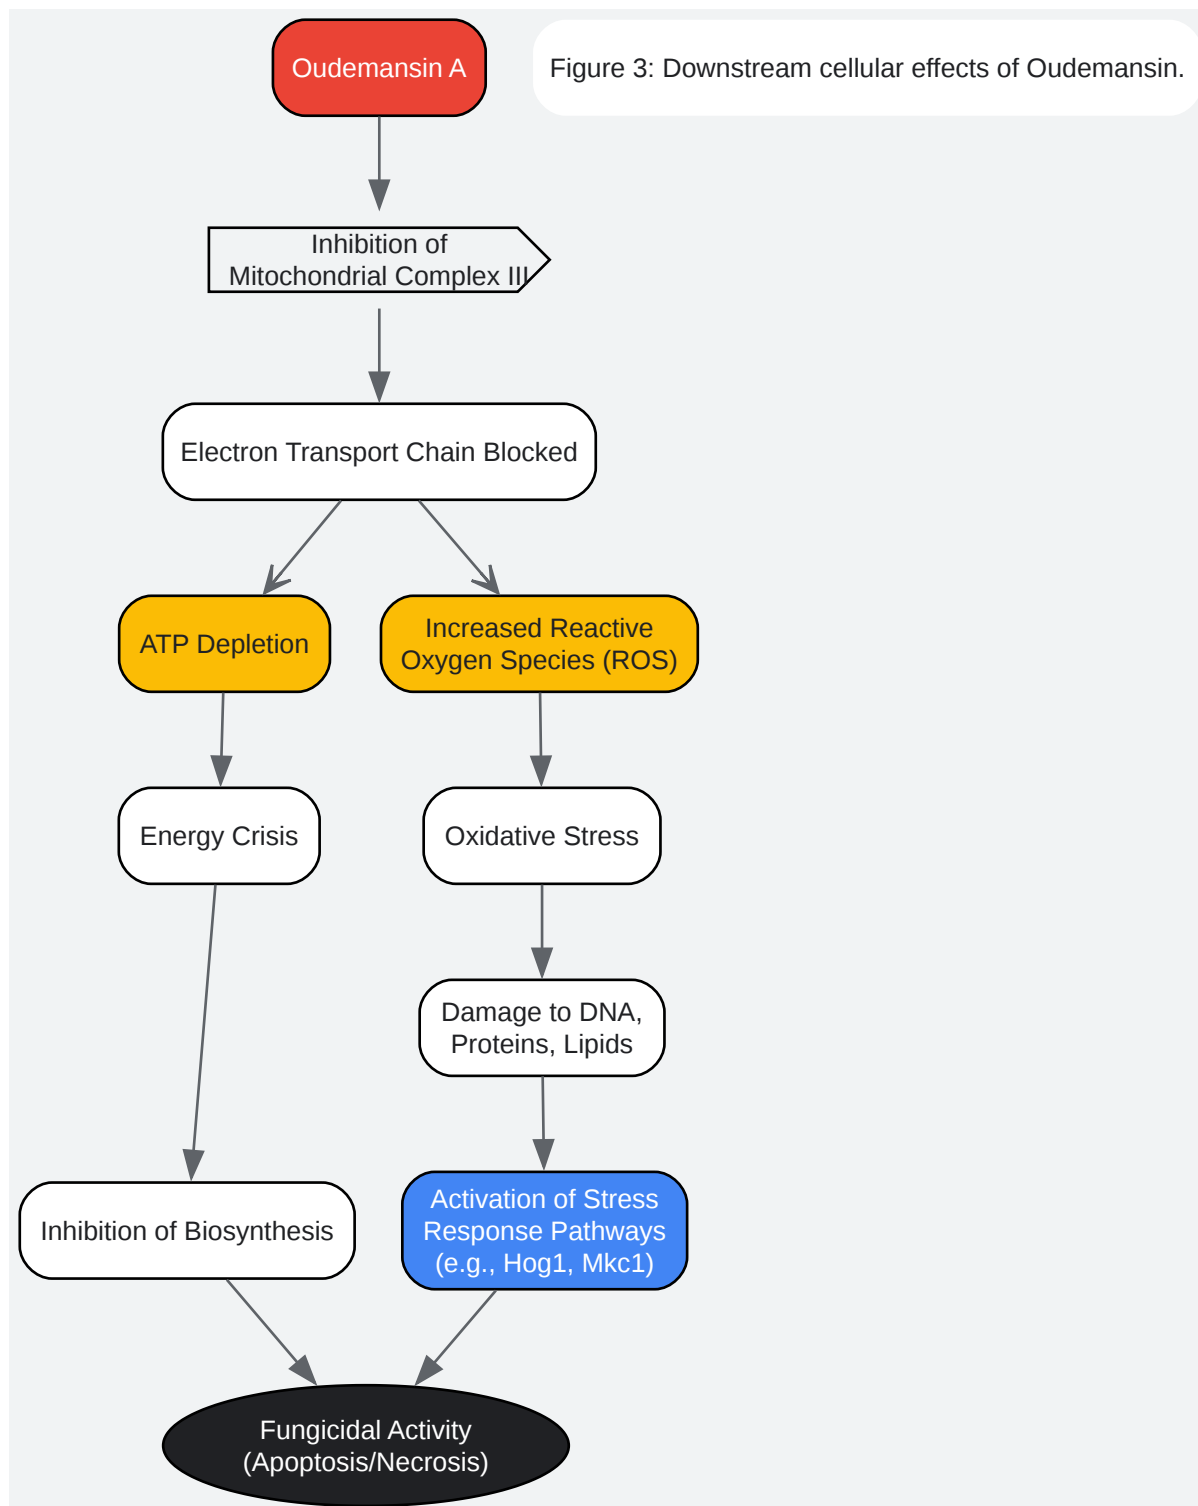 Oudemansin A
Figure 3: Downstream cellular effects of Oudemansin.
Inhibition of
Mitochondrial Complex III
Electron Transport Chain Blocked
ATP Depletion
Increased Reactive
Oxygen Species (ROS)
Energy Crisis
Oxidative Stress
Damage to DNA,
Proteins, Lipids
Inhibition of Biosynthesis
Activation of Stress
Response Pathways
(e.g., Hog1, Mkc1)
Fungicidal Activity
(Apoptosis/Necrosis)